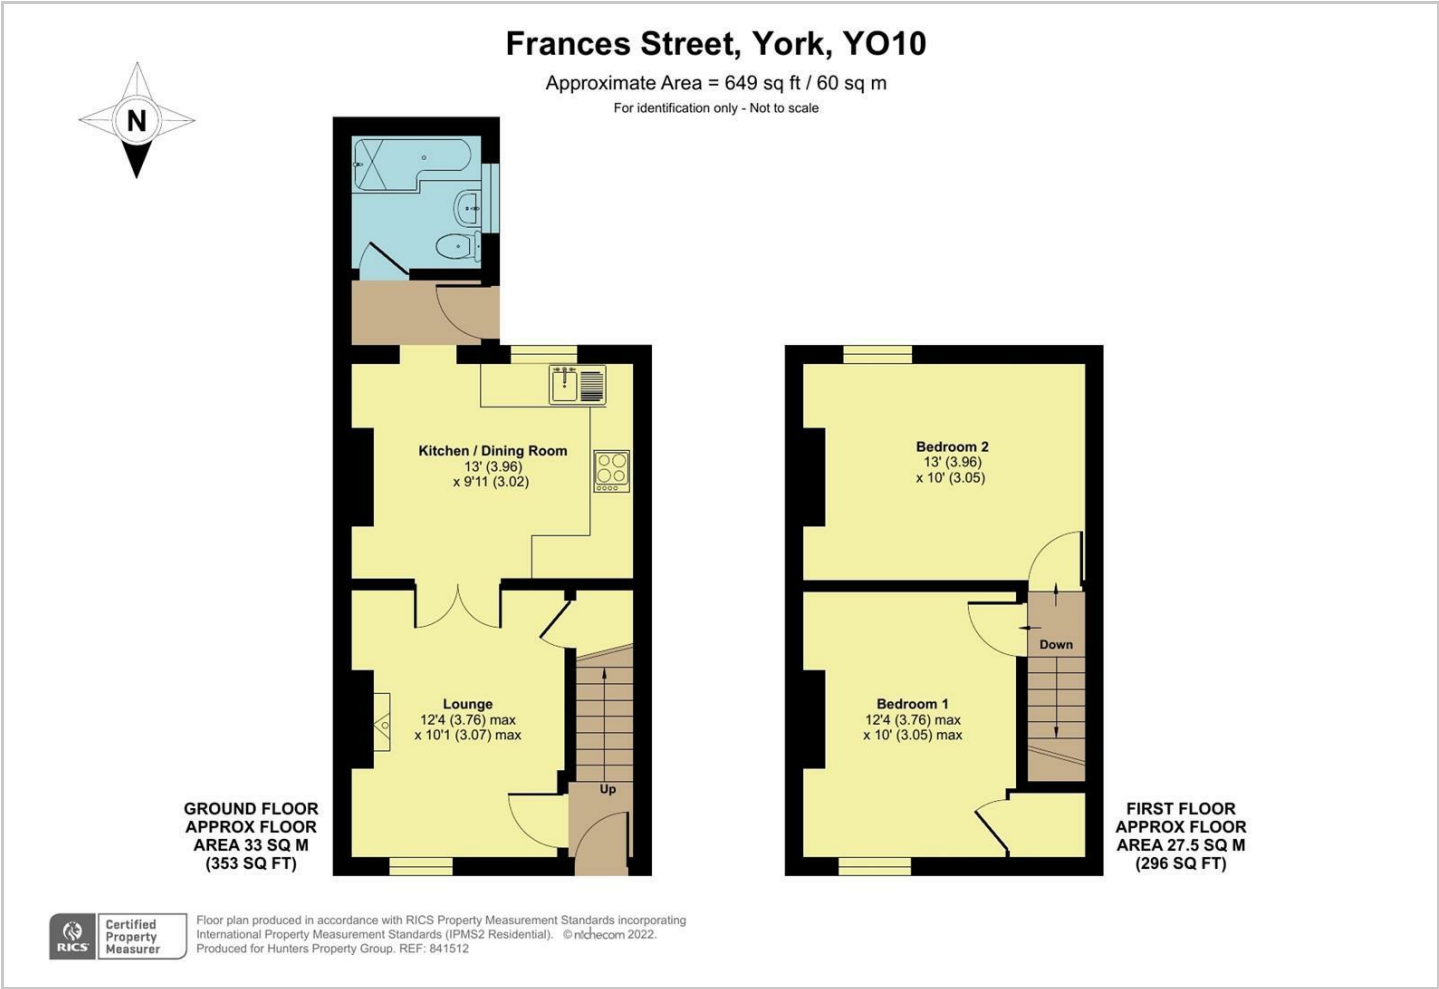 Frances Street, York, YO10
Approximate Area = 649 sq ft / 60 sq m
For identification only - Not to scale
N
Kitchen / Dining Room
13' (3.96)
x 9'11 (3.02)
Lounge
12'4 (3.76) max
x 10'1 (3.07) max
Up
GROUND FLOOR
APPROX FLOOR
AREA 33 SQ M
(353 SQ FT)
Bedroom 2
13' (3.96)
x 10' (3.05)
Down
Bedroom 1
12'4 (3.76) max
x 10' (3.05) max
FIRST FLOOR
APPROX FLOOR
AREA 27.5 SQ M
(296 SQ FT)
RICS
Certified
Property
Measurer
Floor plan produced in accordance with RICS Property Measurement Standards incorporating
International Property Measurement Standards (IPMS2 Residential). © nichecom 2022.
Produced for Hunters Property Group. REF: 841512